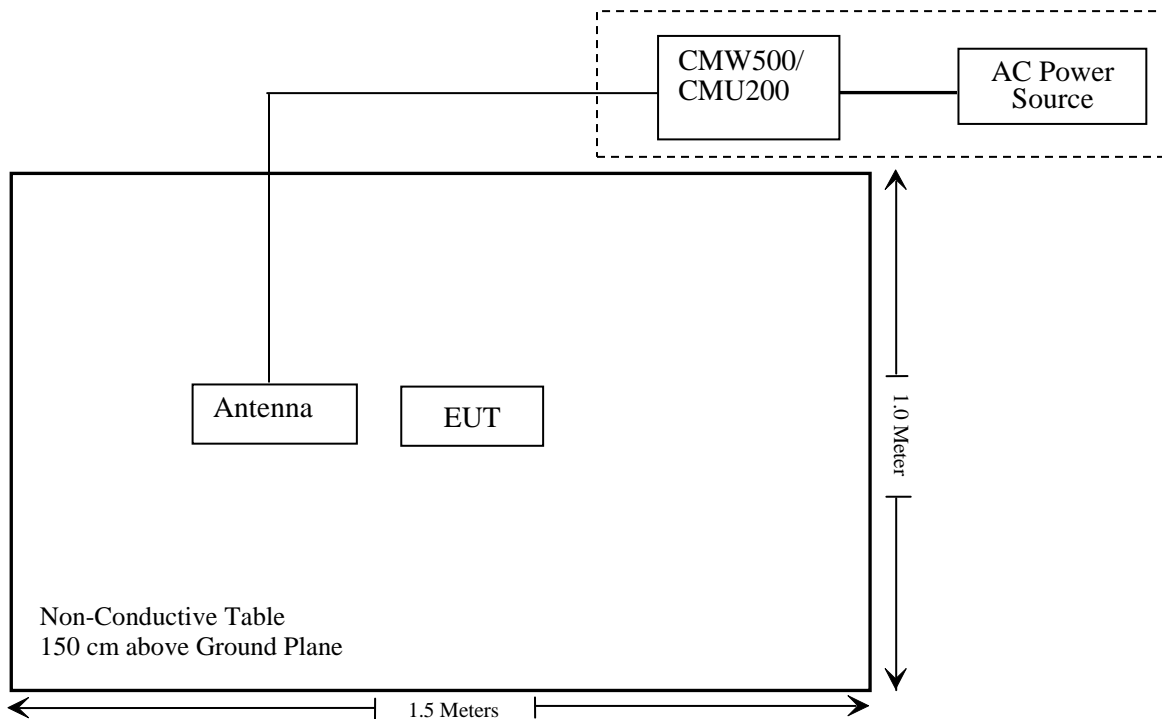 CMW500/
CMU200
AC Power
Source
Antenna
EUT
1.0 Meter
Non-Conductive Table
150 cm above Ground Plane
1.5 Meters